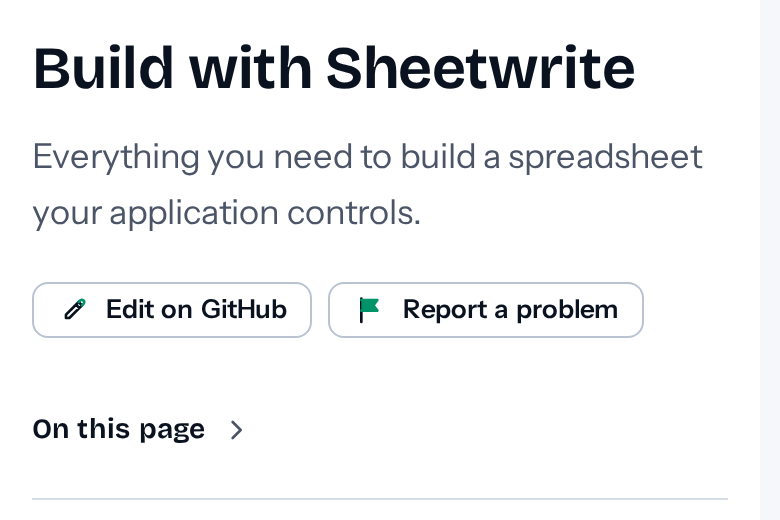 Build with Sheetwrite
Everything you need to build a spreadsheet
your application controls.
Edit on GitHub
Report a problem
On this page